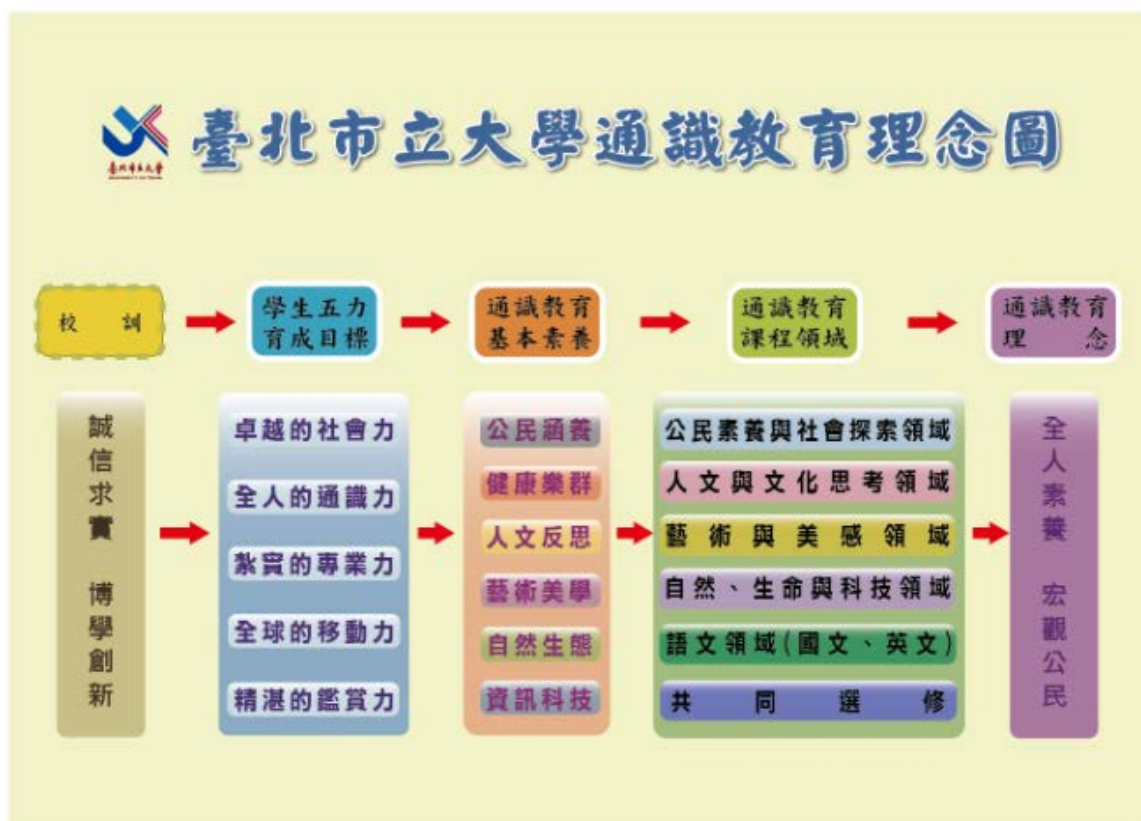 臺北市立大學通識教育理念圖
臺北市立大學
校訓
學生五力
育成目標
通識教育
基本素養
通識教育
課程領域
通識教育
理念
誠信求實 博學創新
卓越的社會力
全人的通識力
紮實的專業力
全球的移動力
精湛的鑑賞力
公民涵養
健康樂群
人文反思
藝術美學
自然生態
資訊科技
公民素養與社會探索領域
人文與文化思考領域
藝術與美感領域
自然、生命與科技領域
語文領域(國文、英文)
共同選修
全人素養 宏觀公民